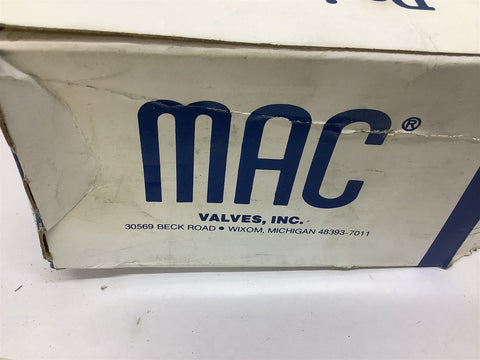 MAC®
VALVES, INC.
30569 BECK ROAD • WIXOM, MICHIGAN 48393-7011